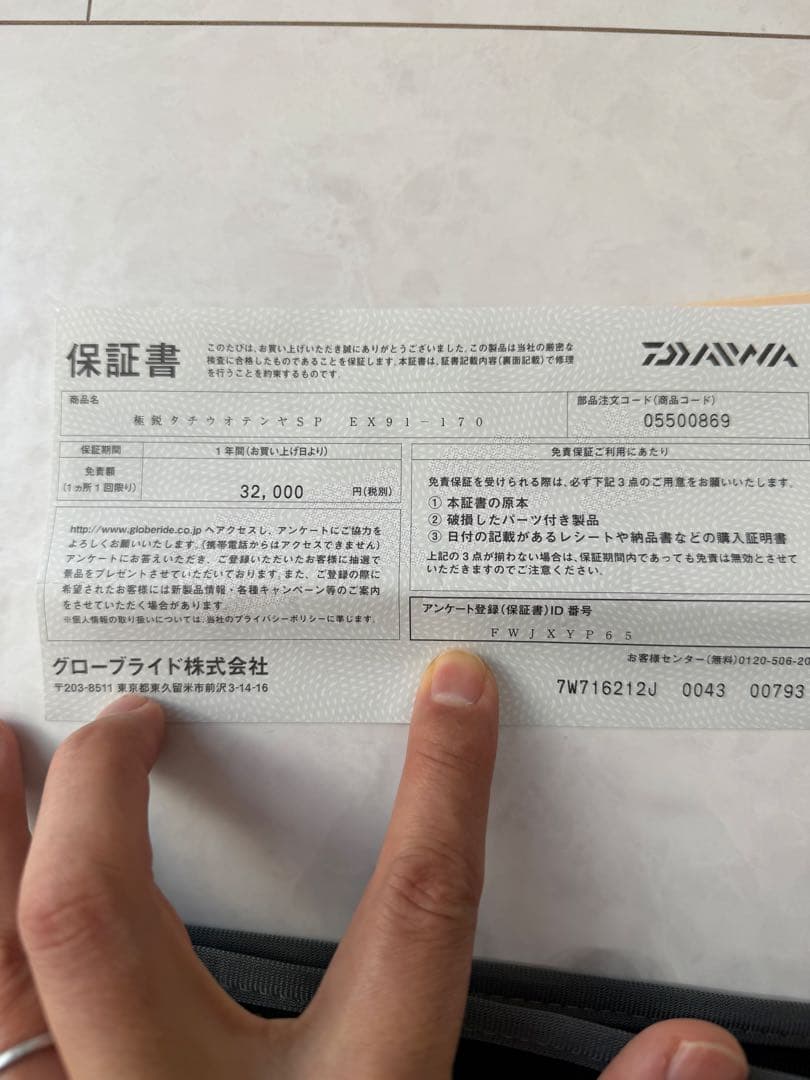 保証書
このたびは、お買い上げいただき誠にありがとうございました。この製品は当社の厳密な
検査に合格したものであることを保証します。本証書は、証書記載内容(裏面記載)で修理
を行うことを約束するものです。
DAIWA
商品名
極鋭タチウオテンヤSP EX91-170
部品注文コード(商品コード)
05500869
保証期間
1年間(お買い上げ日より)
免責額
(1ヵ所1回限り)
32,000 円(税別)
http://www.globeride.co.jp へアクセスし、アンケートにご協力を
よろしくお願いいたします。(携帯電話からはアクセスできません)
アンケートにお答えいただき、ご登録いただいたお客様に抽選で
景品をプレゼントさせていただいております。また、ご登録の際に
希望されたお客様には新製品情報・各種キャンペーン等のご案内
をさせていただく場合があります。
※個人情報の取り扱いについては、当社のプライバシーポリシーに準じます。
免責保証ご利用にあたり
免責保証を受けられる際は、必ず下記3点のご用意をお願いいたします。
① 本証書の原本
② 破損したパーツ付き製品
③ 日付の記載があるレシートや納品書などの購入証明書
上記の3点が揃わない場合は、保証期間内であっても免責は無効とさせて
いただきますのでご注意ください。
アンケート登録(保証書)ID番号
FWJXYP65
グローブライド株式会社
〒203-8511 東京都東久留米市前沢3-14-16
お客様センター(無料)0120-506-20
7W716212J 0043 00793